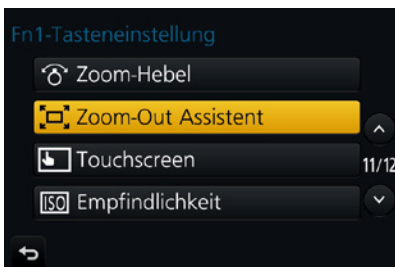 Fn1-Tasteneinstellung
Zoom-Hebel
Zoom-Out Assistent
Touchscreen
11/12
ISO Empfindlichkeit